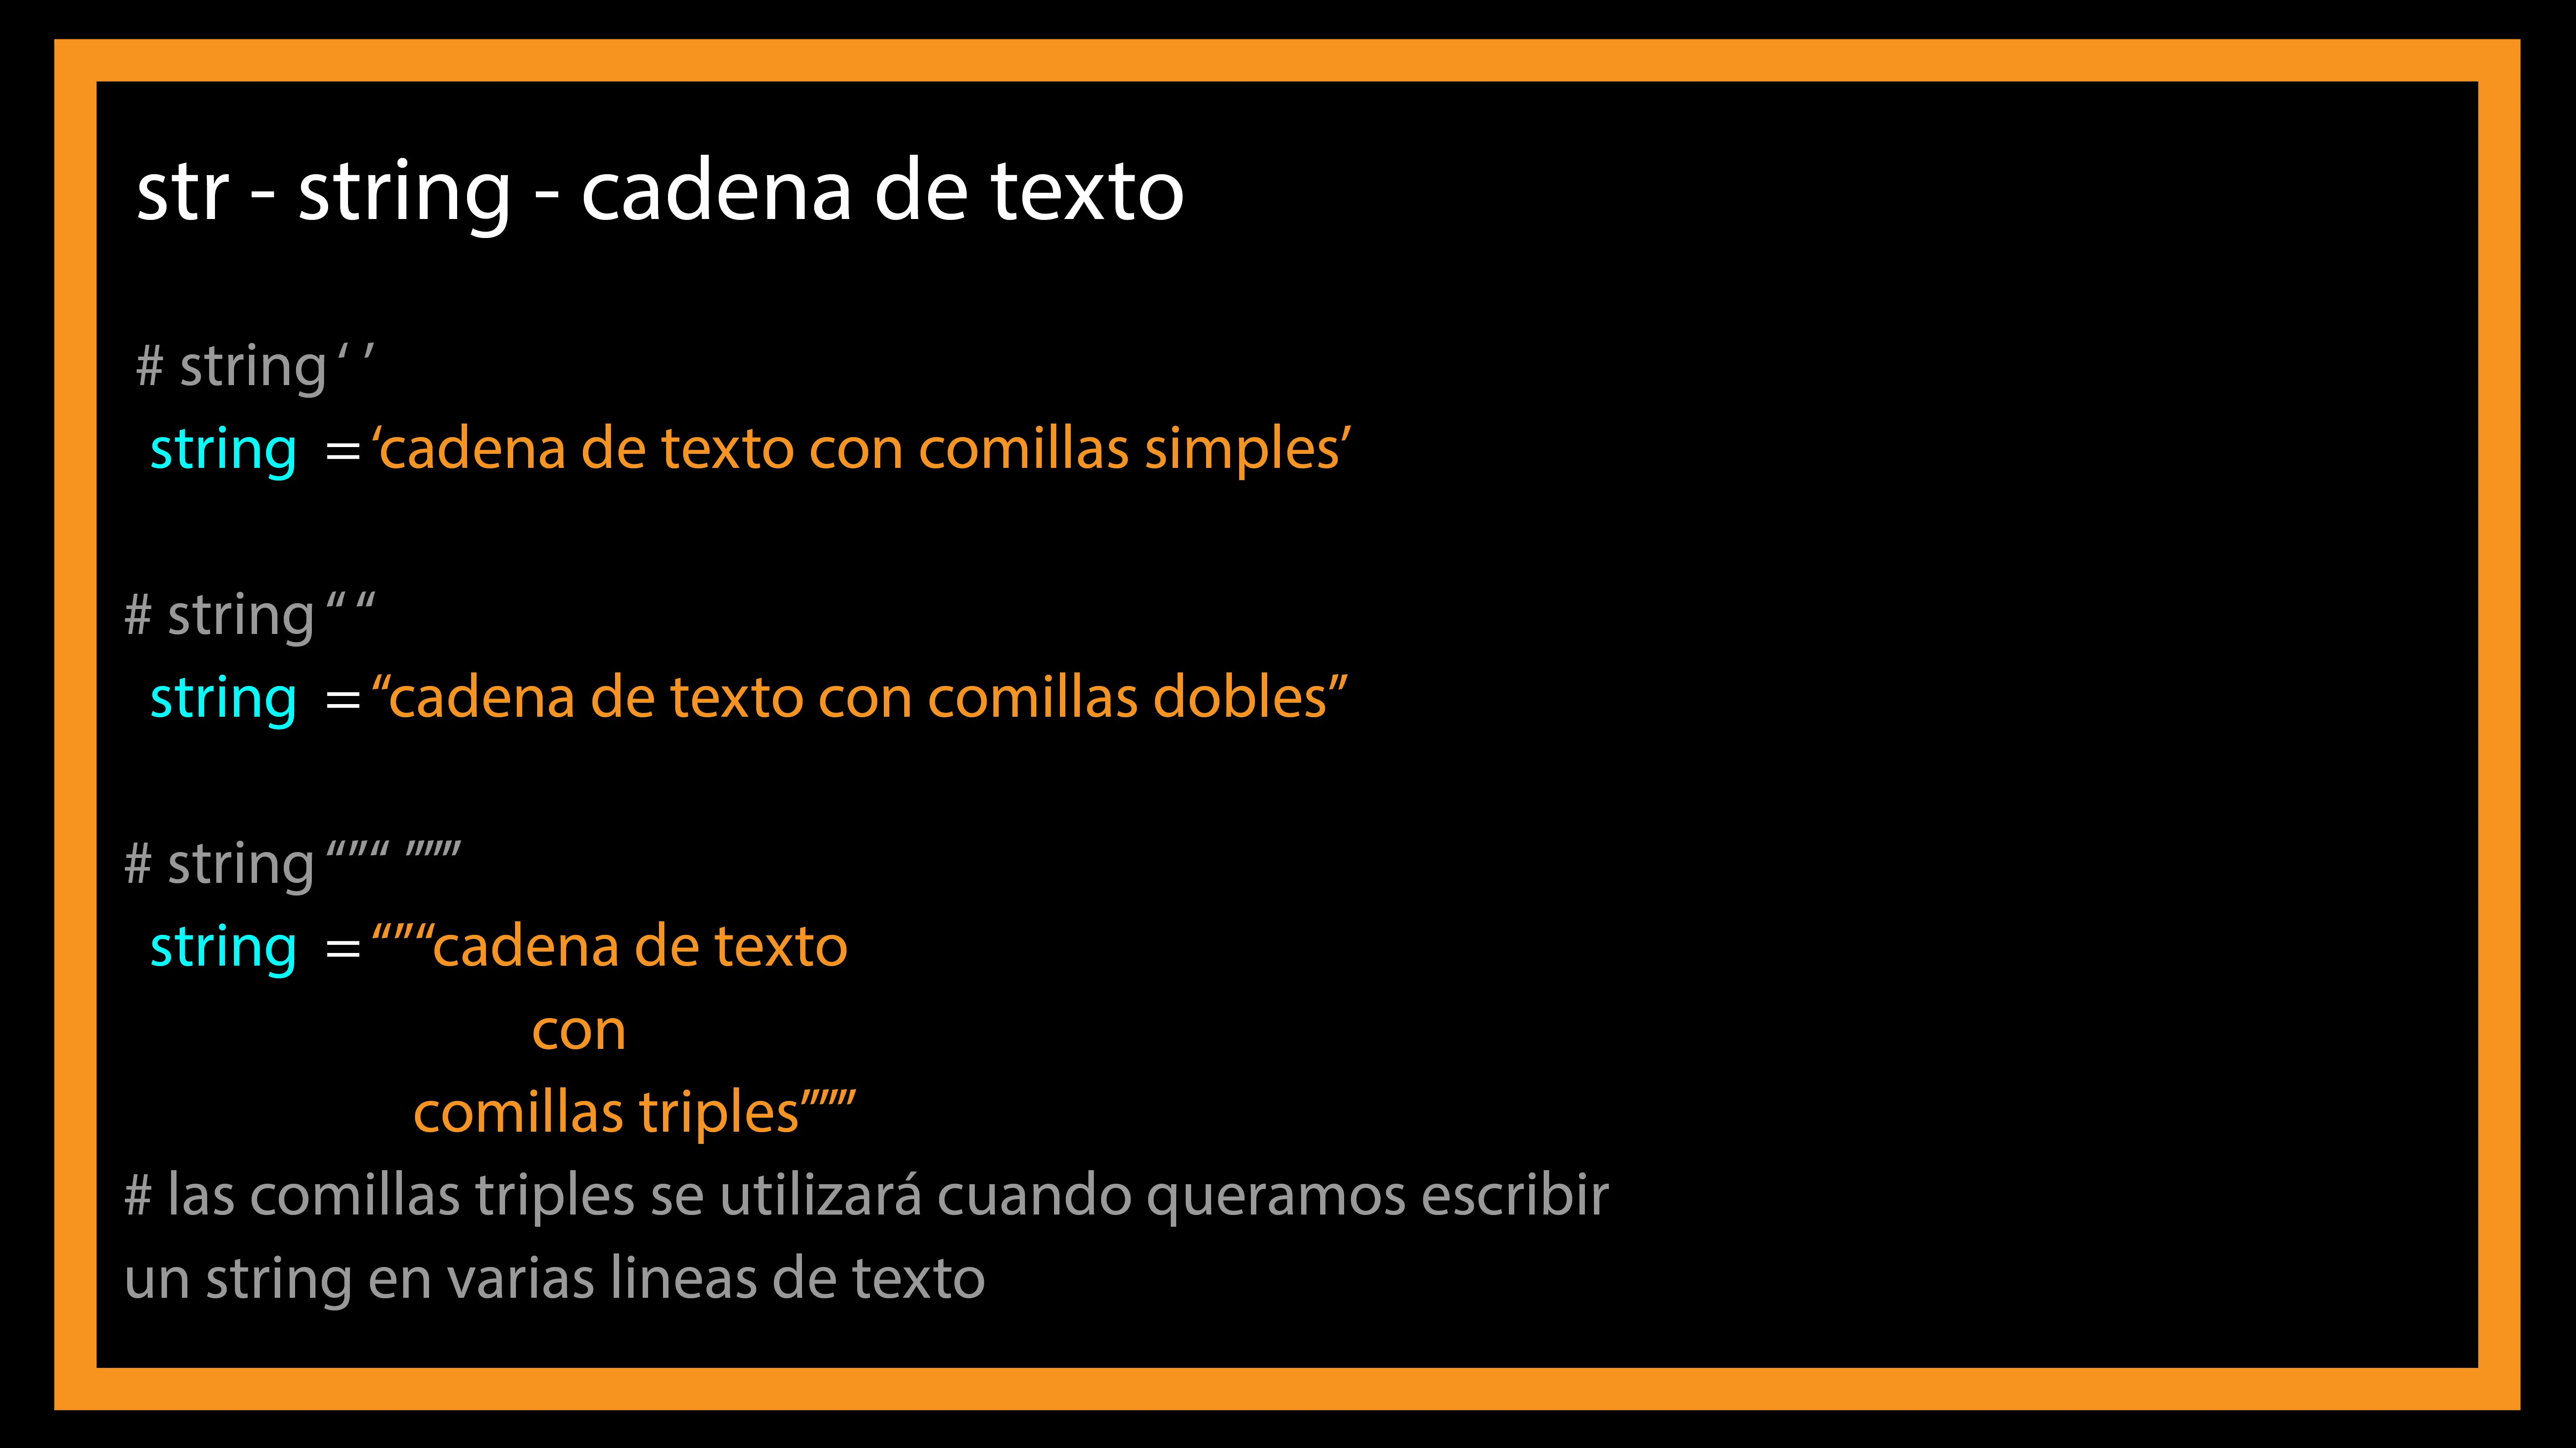 str - string - cadena de texto
# string ‘ ’
string = ‘cadena de texto con comillas simples’
# string “ “
string = “cadena de texto con comillas dobles”
# string “”“ ”””
string = “”“cadena de texto
con
comillas triples”””
# las comillas triples se utilizará cuando queramos escribir
un string en varias lineas de texto